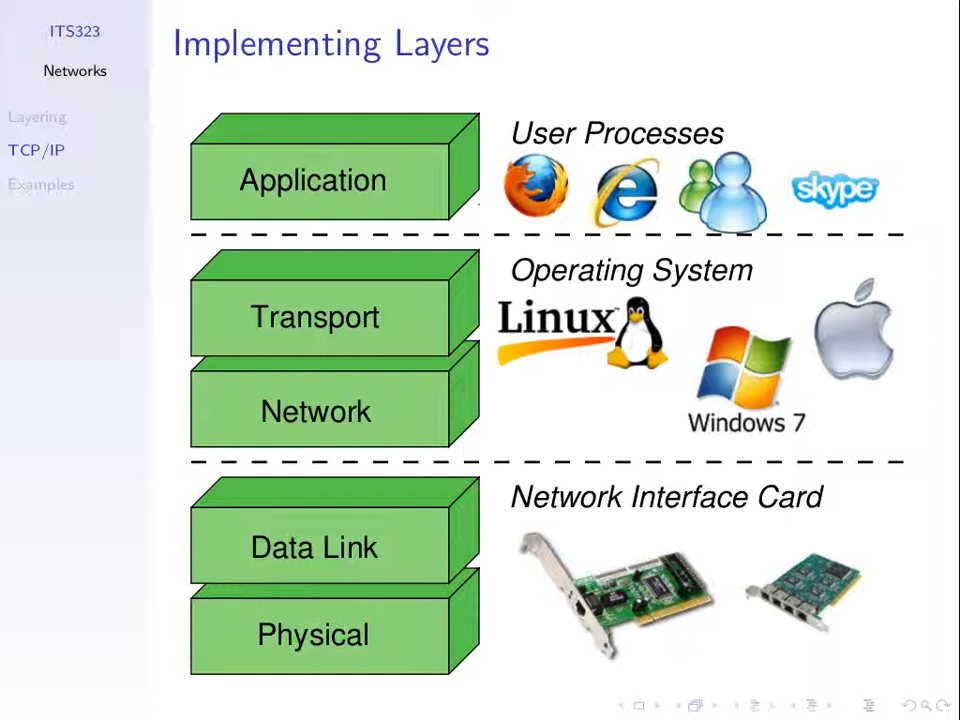 ITS323
Networks
Layering
TCP/IP
Examples
Implementing Layers
Application
User Processes
skype
Transport
Operating System
Linux
Network
Windows 7
Data Link
Network Interface Card
Physical